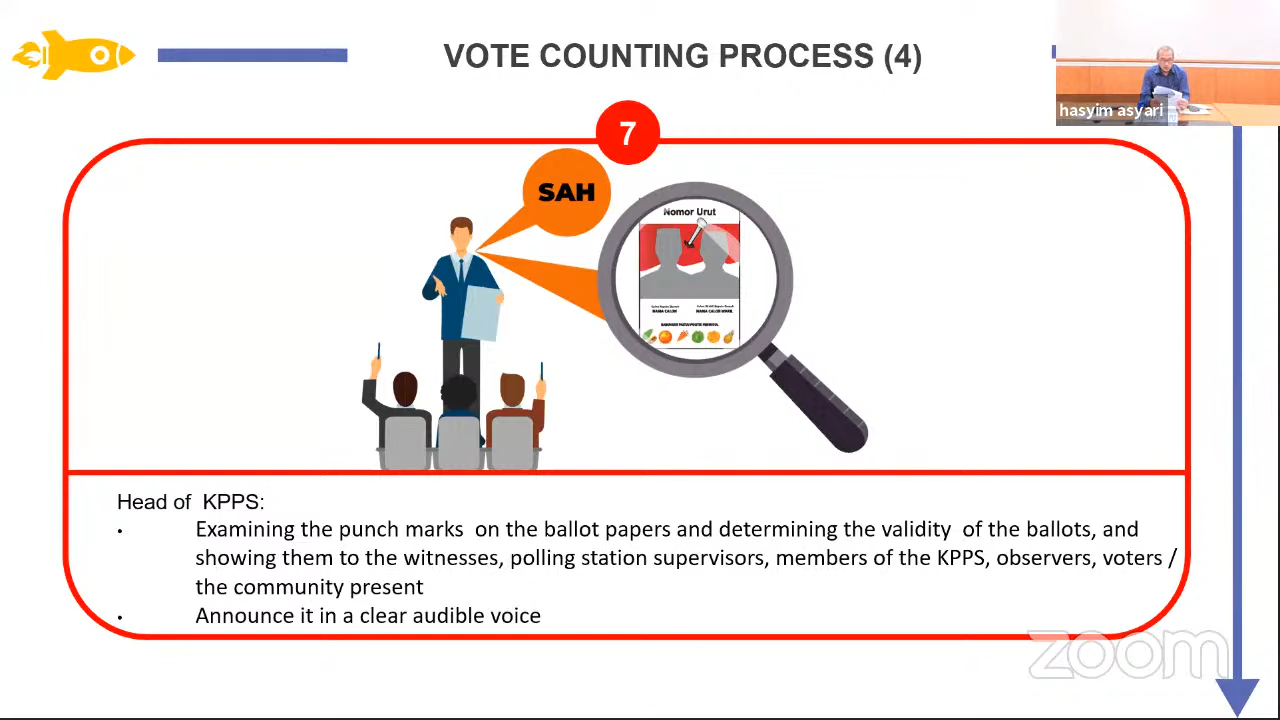 VOTE COUNTING PROCESS (4)
hasyim asyari
7
SAH
Nomor Urut
NAMA CALON
Head of KPPS:
• Examining the punch marks on the ballot papers and determining the validity of the ballots, and
showing them to the witnesses, polling station supervisors, members of the KPPS, observers, voters /
the community present
• Announce it in a clear audible voice
zoom